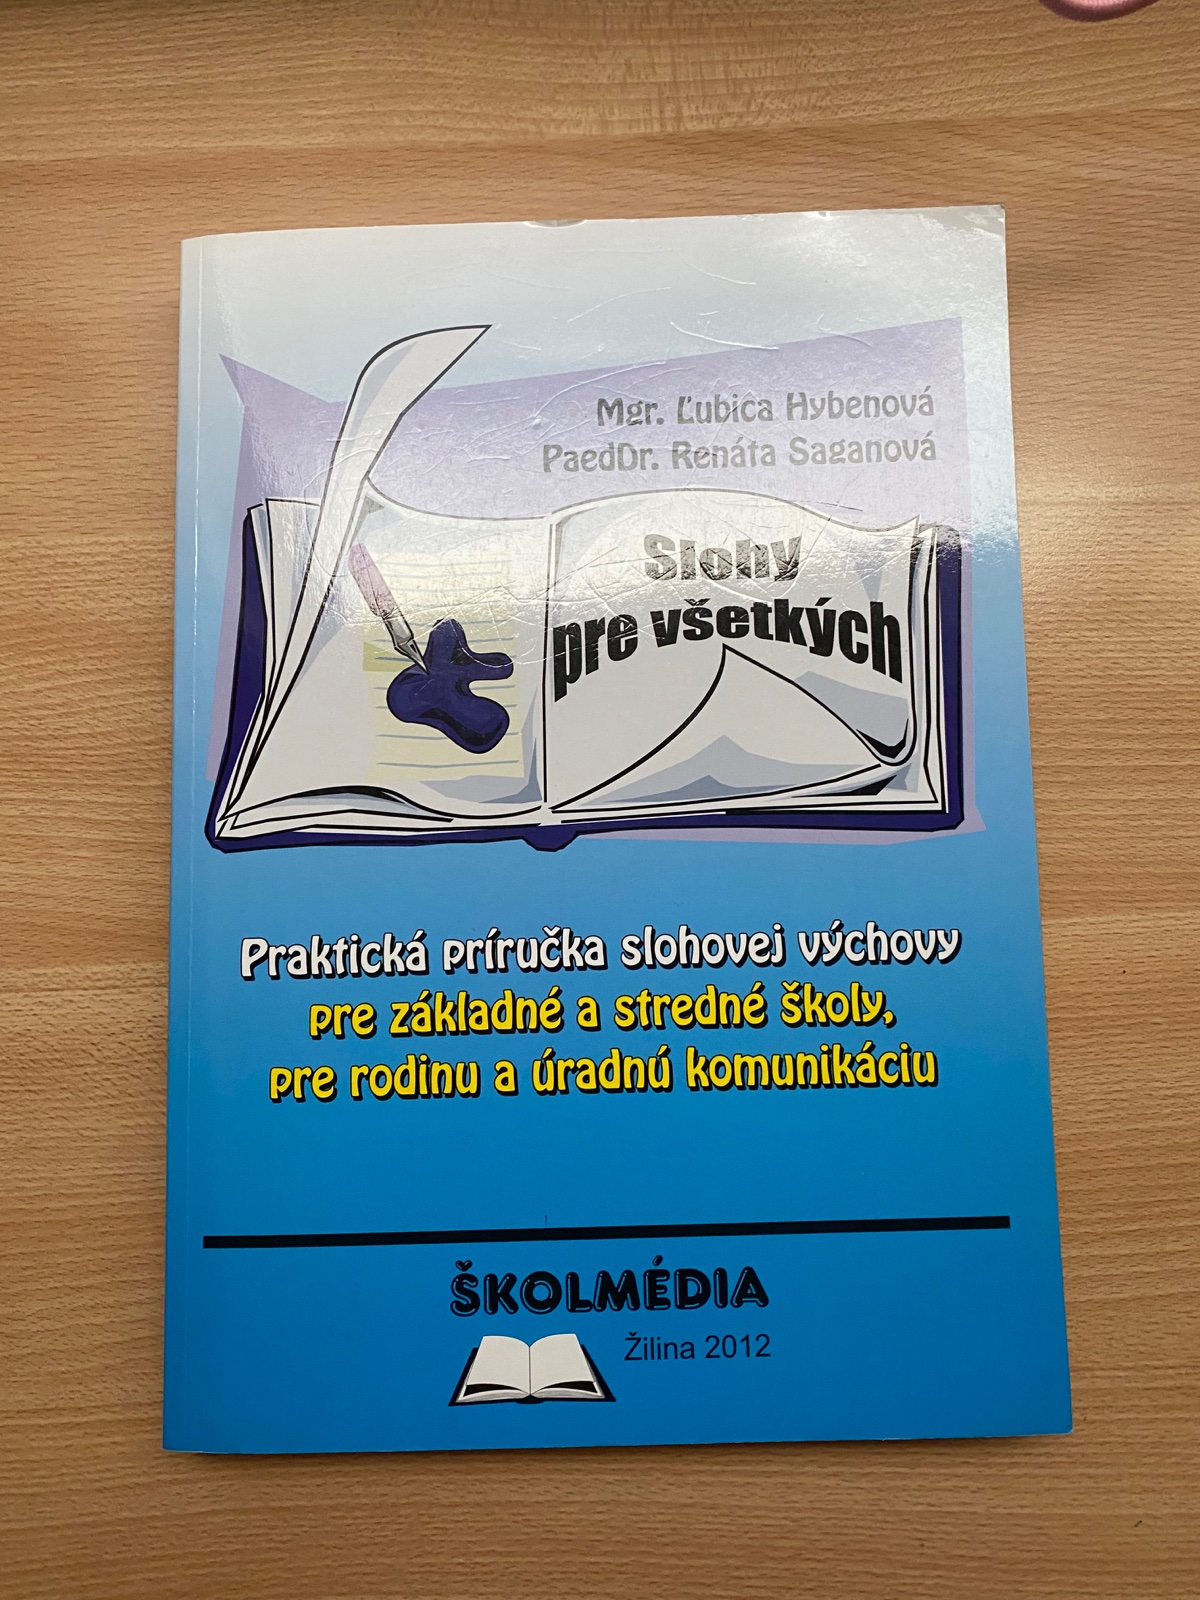 Mgr. Ľubica Hybenová
PaedDr. Renáta Saganová
Slohy
pre všetkých
Praktická príručka slohovej výchovy
pre základné a stredné školy,
pre rodinu a úradnú komunikáciu
ŠKOLMÉDIA
Žilina 2012